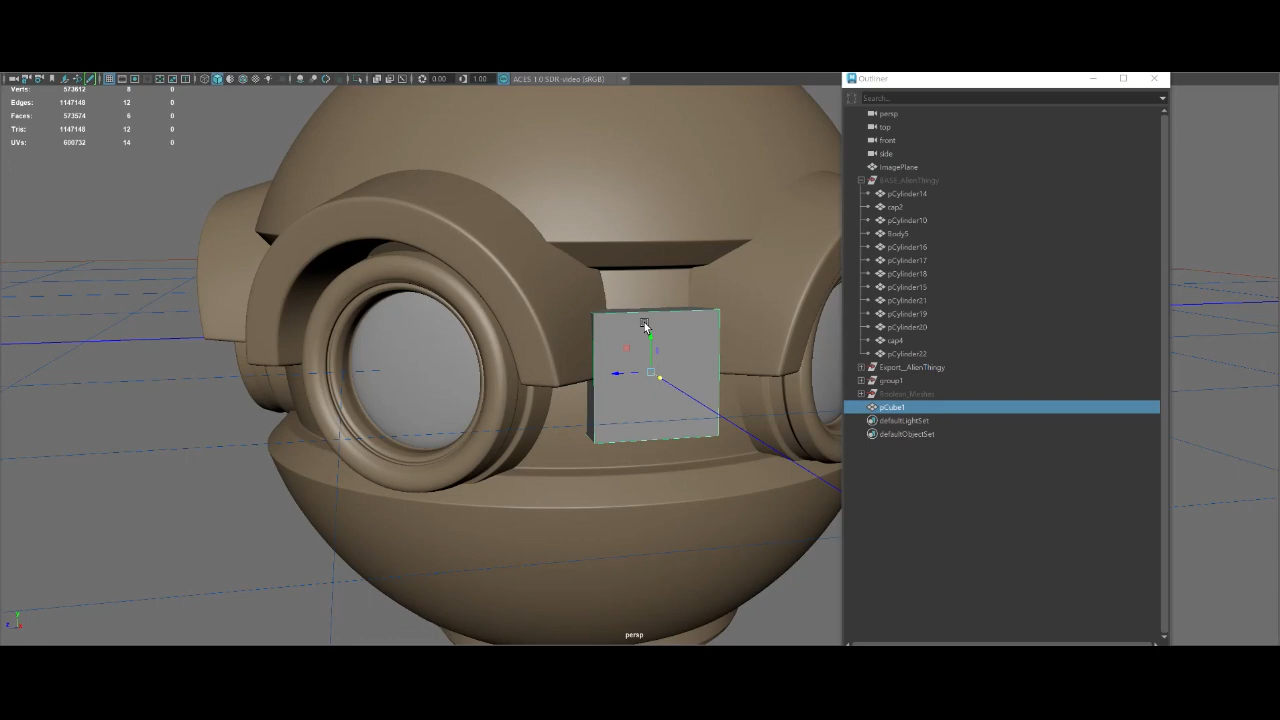 0.00
1.00
ACES 1.0 SDR-video (sRGB)
Outliner
Verts: 573612 8 0
Edges: 1147148 12 0
Faces: 573574 6 0
Tris: 1147148 12 0
UVs: 600732 14 0
Search...
persp
top
front
side
ImagePlane
BASE_AlienThingy
pCylinder14
cap2
pCylinder10
Body5
pCylinder16
pCylinder17
pCylinder18
pCylinder15
pCylinder21
pCylinder19
pCylinder20
cap4
pCylinder22
Export__AlienThingy
group1
Boolean_Meshes
pCube1
defaultLightSet
defaultObjectSet
y
z x
persp